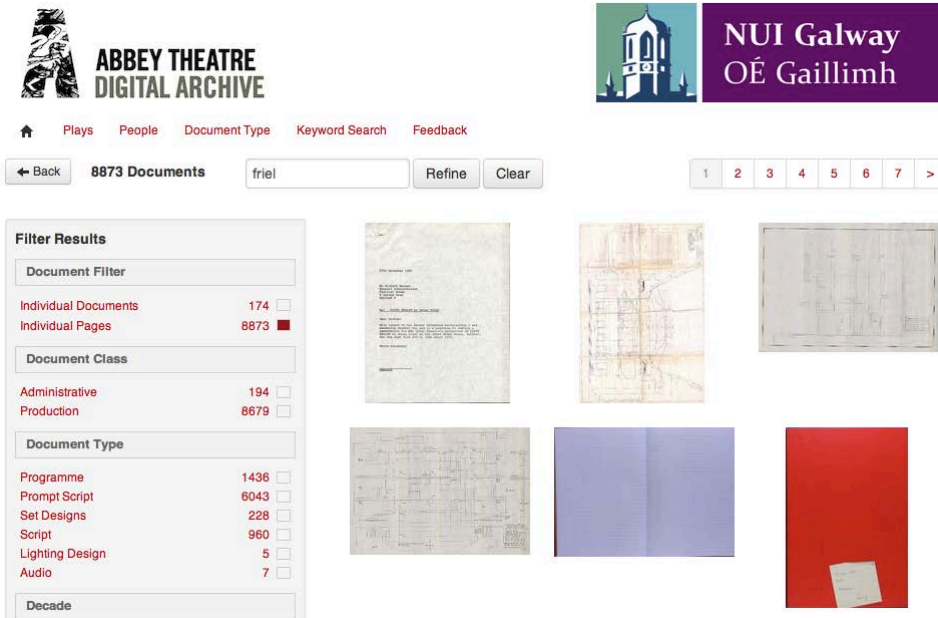 ABBEY THEATRE
DIGITAL ARCHIVE
NUI Galway
OÉ Gaillimh
Plays People Document Type Keyword Search Feedback
← Back 8873 Documents friel Refine Clear 1 2 3 4 5 6 7 >
Filter Results
Document Filter
Individual Documents 174
Individual Pages 8873
Document Class
Administrative 194
Production 8679
Document Type
Programme 1436
Prompt Script 6043
Set Designs 228
Script 960
Lighting Design 5
Audio 7
Decade